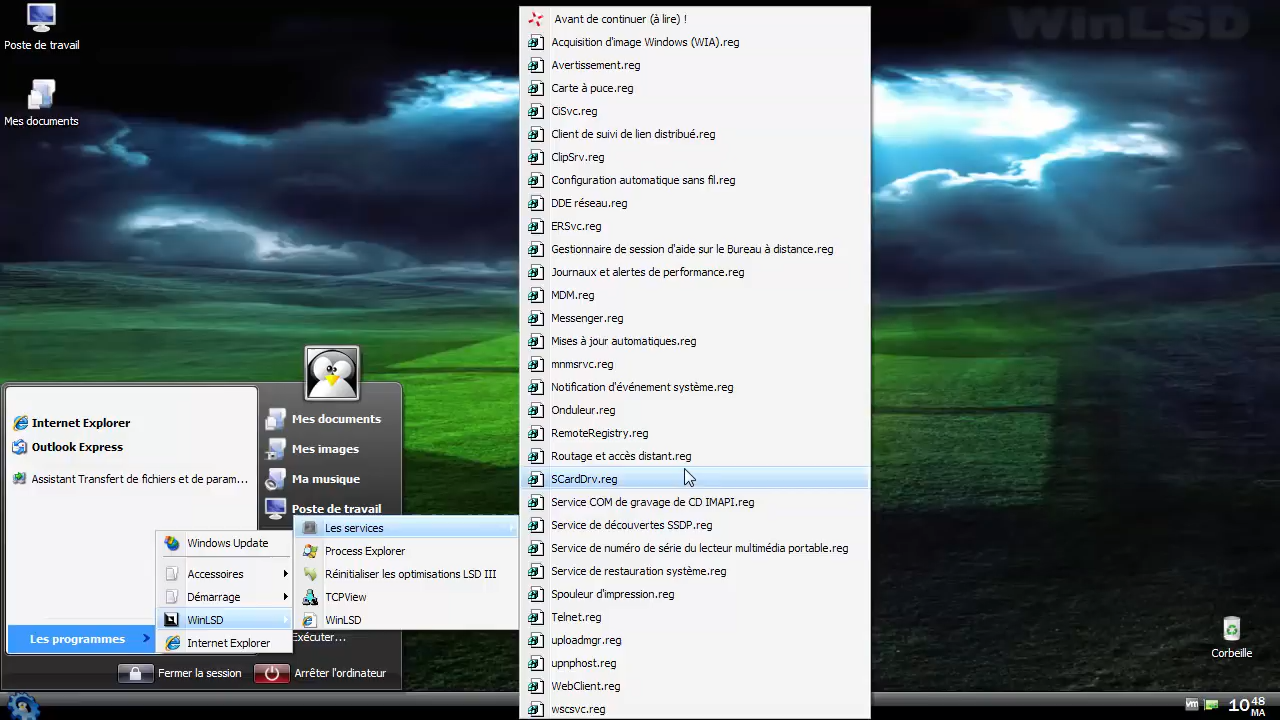 Poste de travail
Mes documents
WinLSD
Avant de continuer (à lire) !
Acquisition d'image Windows (WIA).reg
Avertissement.reg
Carte à puce.reg
CiSvc.reg
Client de suivi de lien distribué.reg
ClipSrv.reg
Configuration automatique sans fil.reg
DDE réseau.reg
ERSvc.reg
Gestionnaire de session d'aide sur le Bureau à distance.reg
Journaux et alertes de performance.reg
MDM.reg
Messenger.reg
Mises à jour automatiques.reg
mnmsrvc.reg
Notification d'événement système.reg
Onduleur.reg
RemoteRegistry.reg
Routage et accès distant.reg
SCardDrv.reg
Service COM de gravage de CD IMAPI.reg
Service de découvertes SSDP.reg
Service de numéro de série du lecteur multimédia portable.reg
Service de restauration système.reg
Spouleur d'impression.reg
Telnet.reg
uploadmgr.reg
upnphost.reg
WebClient.reg
wscsvc.reg
Internet Explorer
Outlook Express
Assistant Transfert de fichiers et de param...
Mes documents
Mes images
Ma musique
Poste de travail
Les services
Process Explorer
Réinitialiser les optimisations LSD III
TCPView
WinLSD
Windows Update
Accessoires
Démarrage
WinLSD
Internet Explorer
Les programmes
Exécuter...
Fermer la session
Arrêter l'ordinateur
Corbeille
vm
10 48
MA